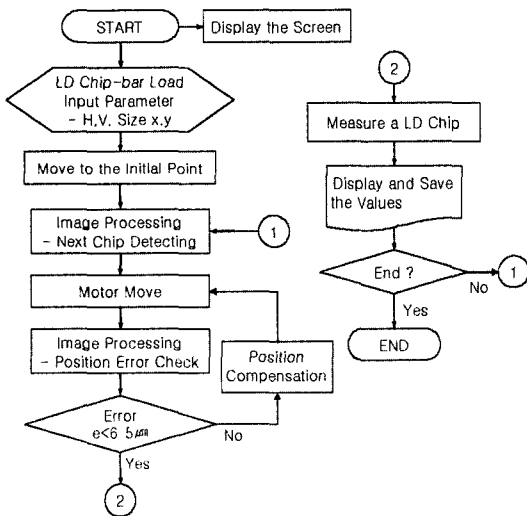 START
Display the Screen
LD Chip-bar Load
Input Parameter
- H.V. Size x.y
Move to the Initial Point
Image Processing
- Next Chip Detecting
1
Motor Move
Image Processing
- Position Error Check
Position
Compensation
Error
e<6 5㎛
No
Yes
2
2
Measure a LD Chip
Display and Save
the Values
End ?
No
1
Yes
END